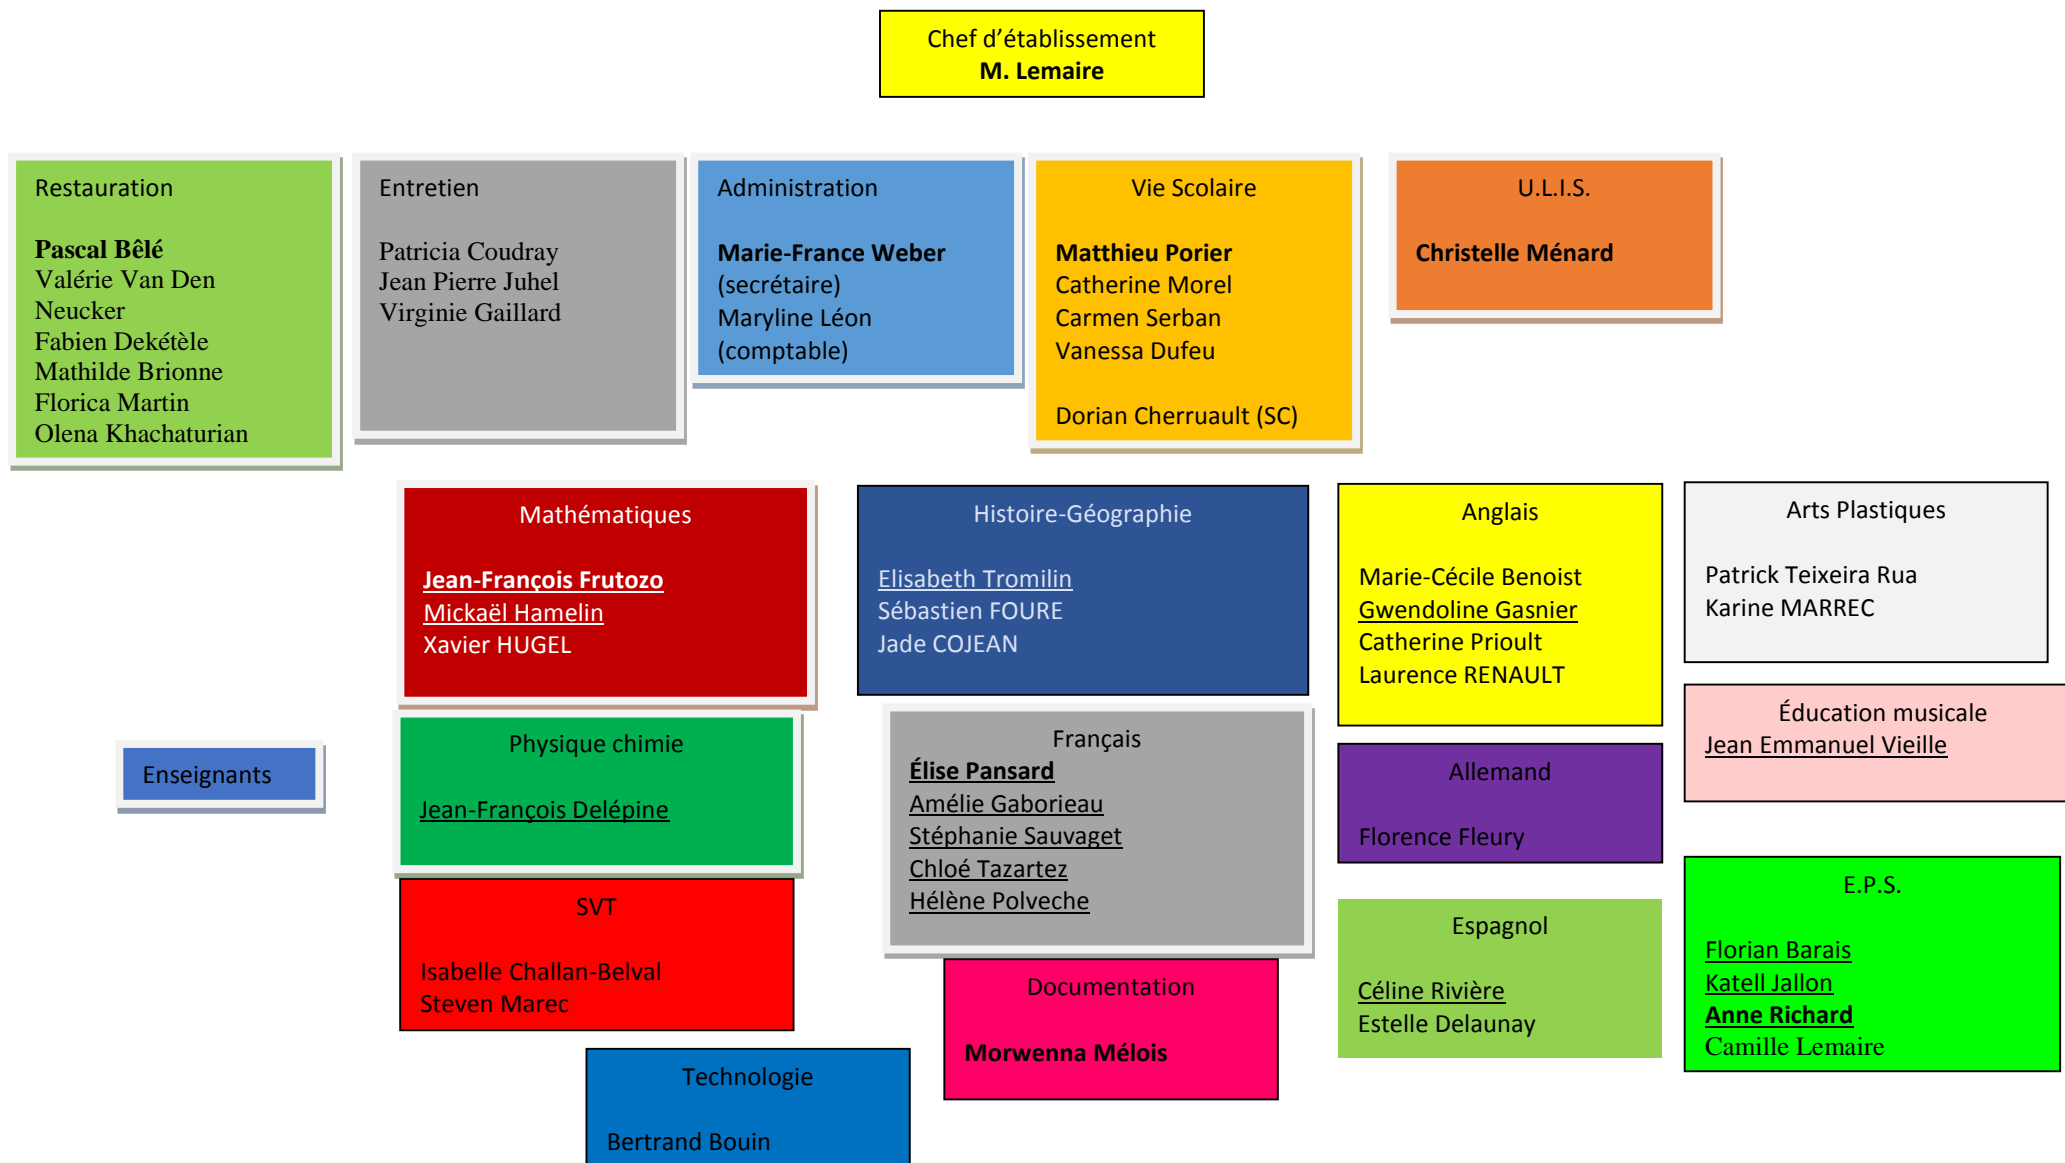 Chef d'établissement
M. Lemaire
Restauration
Pascal Bêlé
Valérie Van Den
Neucker
Fabien Dekétèle
Mathilde Brionne
Florica Martin
Olena Khachaturian
Entretien
Patricia Coudray
Jean Pierre Juhel
Virginie Gaillard
Administration
Marie-France Weber
(secrétaire)
Maryline Léon
(comptable)
Vie Scolaire
Matthieu Porier
Catherine Morel
Carmen Serban
Vanessa Dufeu
Dorian Cherruault (SC)
U.L.I.S.
Christelle Ménard
Enseignants
Mathématiques
Jean-François Frutozo
Mickaël Hamelin
Xavier HUGEL
Physique chimie
Jean-François Delépine
SVT
Isabelle Challan-Belval
Steven Marec
Technologie
Bertrand Bouin
Histoire-Géographie
Elisabeth Tromilin
Sébastien FOURE
Jade COJEAN
Français
Élise Pansard
Amélie Gaborieau
Stéphanie Sauvaget
Chloé Tazartez
Hélène Polveche
Documentation
Morwenna Mélois
Anglais
Marie-Cécile Benoist
Gwendoline Gasnier
Catherine Prioult
Laurence RENAULT
Allemand
Florence Fleury
Espagnol
Céline Rivière
Estelle Delaunay
Arts Plastiques
Patrick Teixeira Rua
Karine MARREC
Éducation musicale
Jean Emmanuel Vieille
E.P.S.
Florian Barais
Katell Jallon
Anne Richard
Camille Lemaire